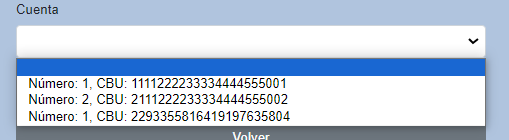 Cuenta
Número: 1, CBU: 1111222233334444555001
Número: 2, CBU: 2111222233334444555002
Número: 1, CBU: 2293355816419197635804
Volver